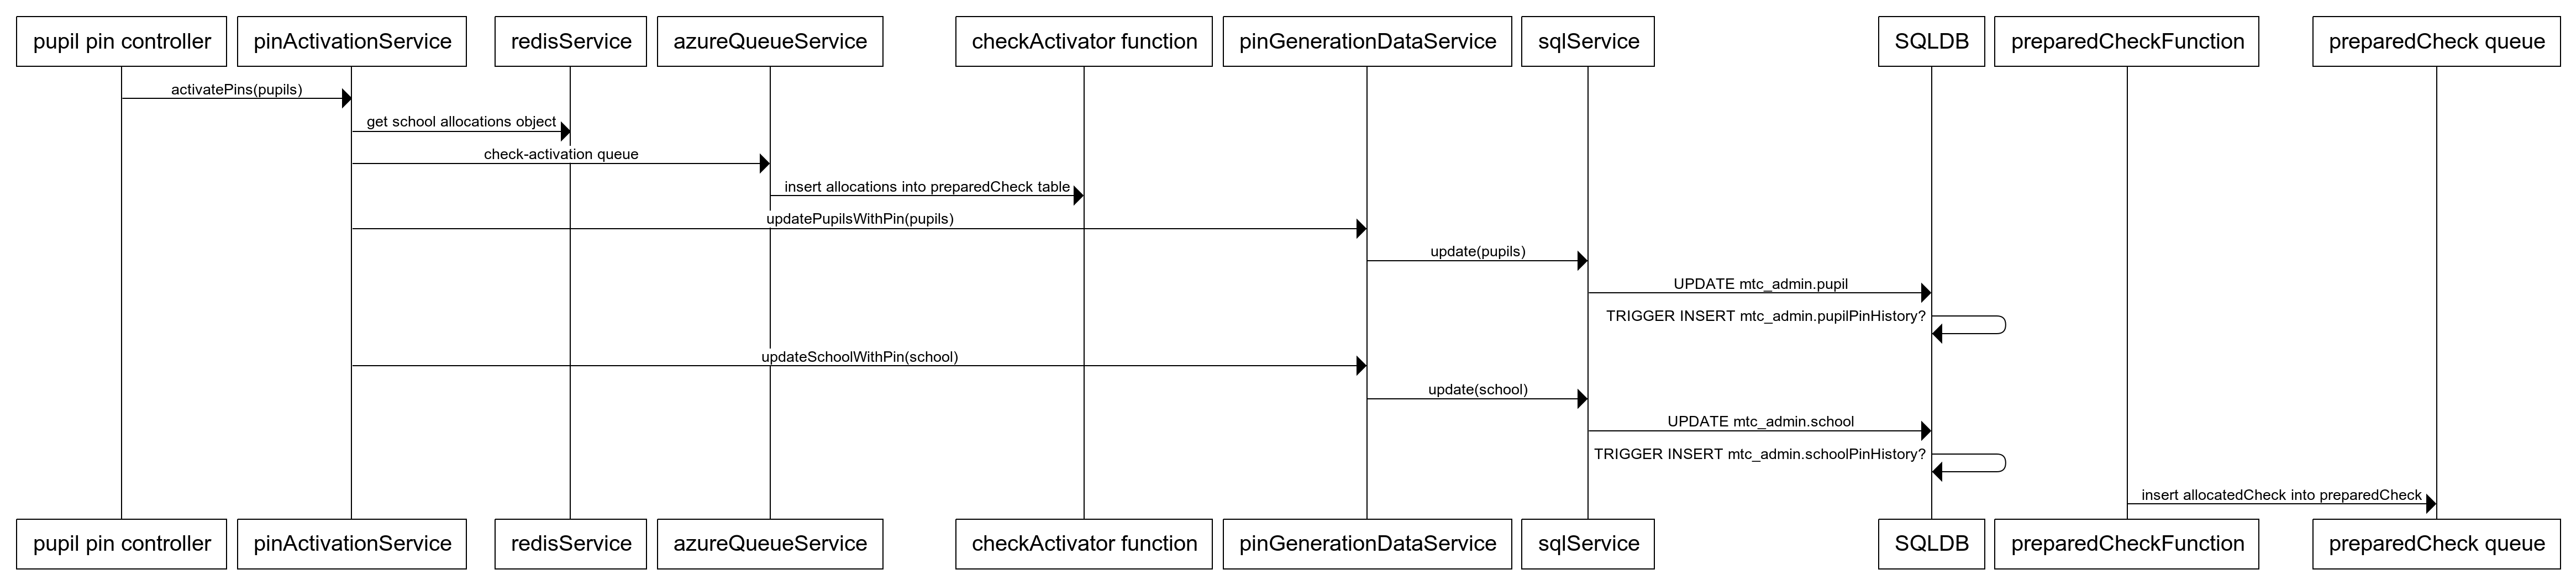 pupil pin controller
pinActivationService
redisService
azureQueueService
checkActivator function
pinGenerationDataService
sqlService
SQLDB
preparedCheckFunction
preparedCheck queue
activatePins(pupils)
get school allocations object
check-activation queue
insert allocations into preparedCheck table
updatePupilsWithPin(pupils)
update(pupils)
UPDATE mtc_admin.pupil
TRIGGER INSERT mtc_admin.pupilPinHistory?
updateSchoolWithPin(school)
update(school)
UPDATE mtc_admin.school
TRIGGER INSERT mtc_admin.schoolPinHistory?
insert allocatedCheck into preparedCheck
pupil pin controller
pinActivationService
redisService
azureQueueService
checkActivator function
pinGenerationDataService
sqlService
SQLDB
preparedCheckFunction
preparedCheck queue